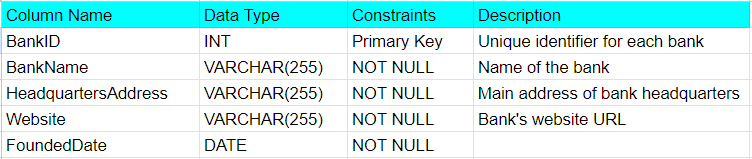 Column Name Data Type Constraints Description
BankID INT Primary Key Unique identifier for each bank
BankName VARCHAR(255) NOT NULL Name of the bank
HeadquartersAddress VARCHAR(255) NOT NULL Main address of bank headquarters
Website VARCHAR(255) NOT NULL Bank's website URL
FoundedDate DATE NOT NULL